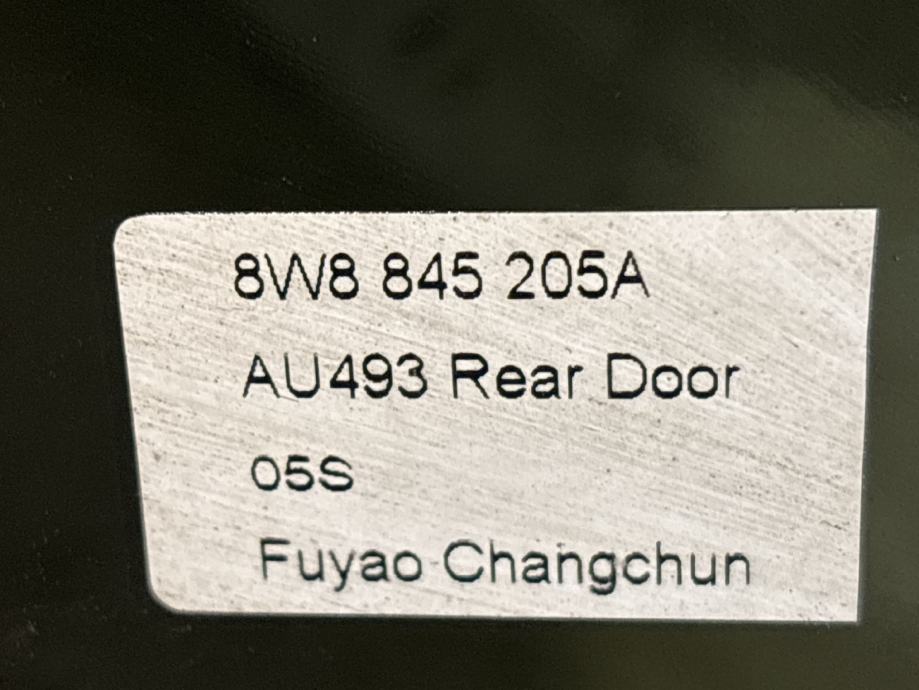 8W8 845 205A
AU493 Rear Door
05S
Fuyao Changchun